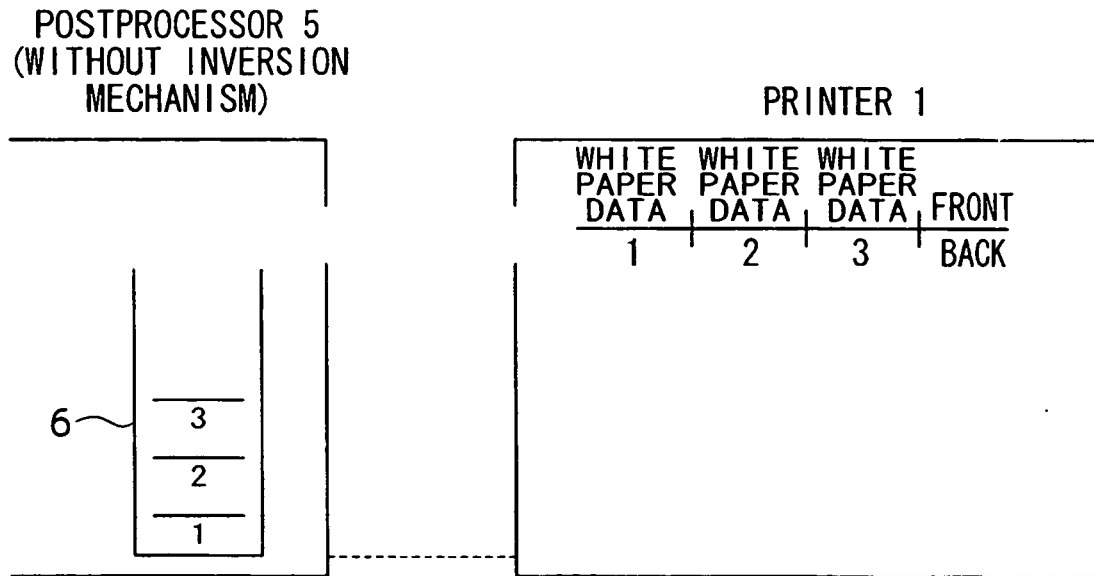 POSTPROCESSOR 5
(WITHOUT INVERSION
MECHANISM)
PRINTER 1
WHITE WHITE WHITE
PAPER PAPER PAPER
DATA DATA DATA FRONT
1 2 3 BACK
6
3
2
1